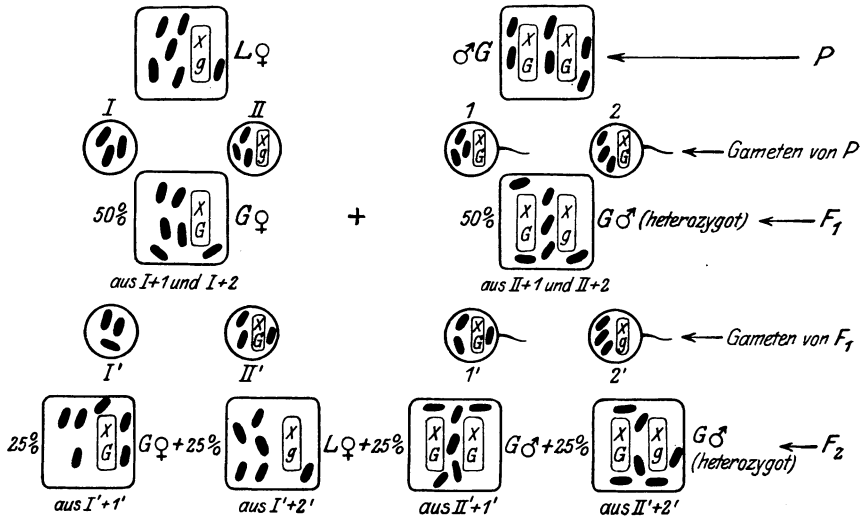 x g L♀ ♂G x G x G P
I II 1 2
x g x G x G Gameten von P
50% x G G♀ + 50% x G x g G♂ (heterozygot) F₁
aus I+1 und I+2 aus II+1 und II+2
x G x G x g Gameten von F₁
I' II' 1' 2'
25% x G G♀ + 25% x g L♀ + 25% x G x G G♂ + 25% x G x g G♂ (heterozygot) F₂
aus I'+1' aus I'+2' aus II'+1' aus II'+2'